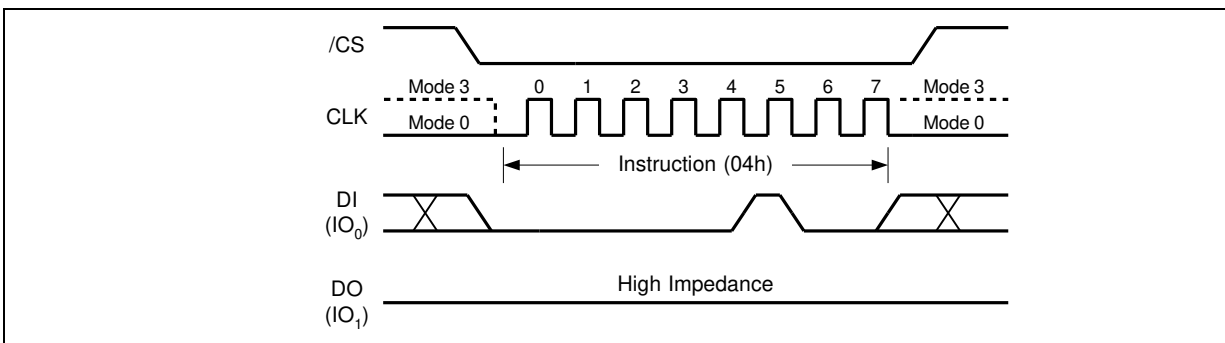 /CS
Mode 3 0 1 2 3 4 5 6 7 Mode 3
CLK
Mode 0 Mode 0
Instruction (04h)
DI
(IO0)
High Impedance
DO
(IO1)